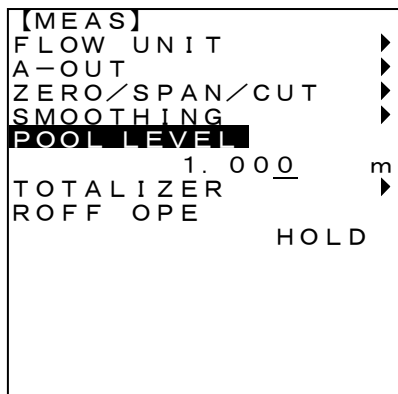 【MEAS】
FLOW UNIT
A－OUT
ZERO／SPAN／CUT
SMOOTHING
POOL LEVEL
1. 000 m
TOTALIZER
ROFF OPE
HOLD